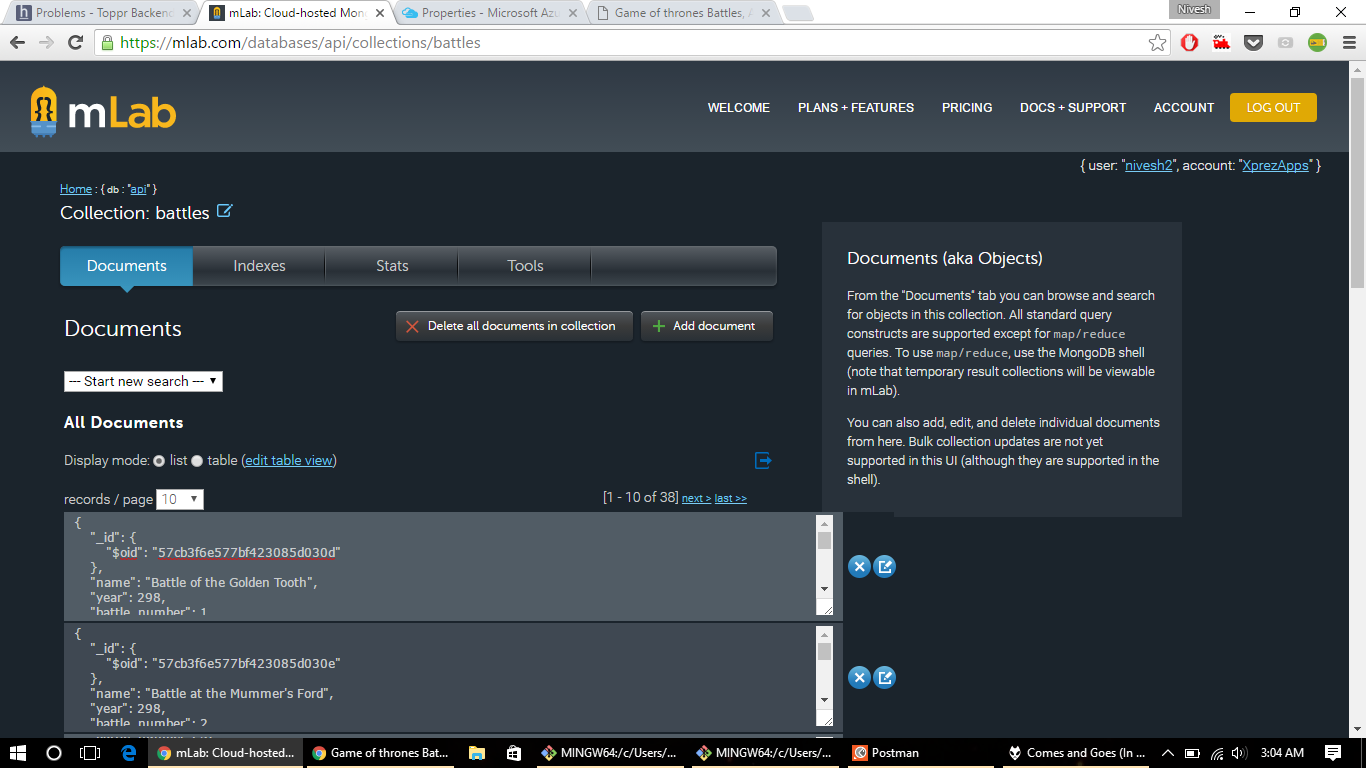 Problems - Toppr Backend
mLab: Cloud-hosted Mon
Properties - Microsoft Azu
Game of thrones Battles, A
Nivesh
https://mlab.com/databases/api/collections/battles
mLab
WELCOME
PLANS + FEATURES
PRICING
DOCS + SUPPORT
ACCOUNT
LOG OUT
{ user: "nivesh2", account: "XprezApps" }
Home : { db : "api" }
Collection: battles
Documents
Indexes
Stats
Tools
Documents
Delete all documents in collection
Add document
--- Start new search ---
All Documents
Display mode: list table (edit table view)
records / page 10
[1 - 10 of 38] next > last >>
{
"_id": {
"$oid": "57cb3f6e577bf423085d030d"
},
"name": "Battle of the Golden Tooth",
"year": 298,
"battle_number": 1,
{
"_id": {
"$oid": "57cb3f6e577bf423085d030e"
},
"name": "Battle at the Mummer's Ford",
"year": 298,
"battle_number": 2,
Documents (aka Objects)
From the "Documents" tab you can browse and search
for objects in this collection. All standard query
constructs are supported except for map/reduce
queries. To use map/reduce, use the MongoDB shell
(note that temporary result collections will be viewable
in mLab).
You can also add, edit, and delete individual documents
from here. Bulk collection updates are not yet
supported in this UI (although they are supported in the
shell).
mLab: Cloud-hosted...
Game of thrones Bat...
MINGW64:/c/Users/...
MINGW64:/c/Users/...
Postman
Comes and Goes (In ...
3:04 AM